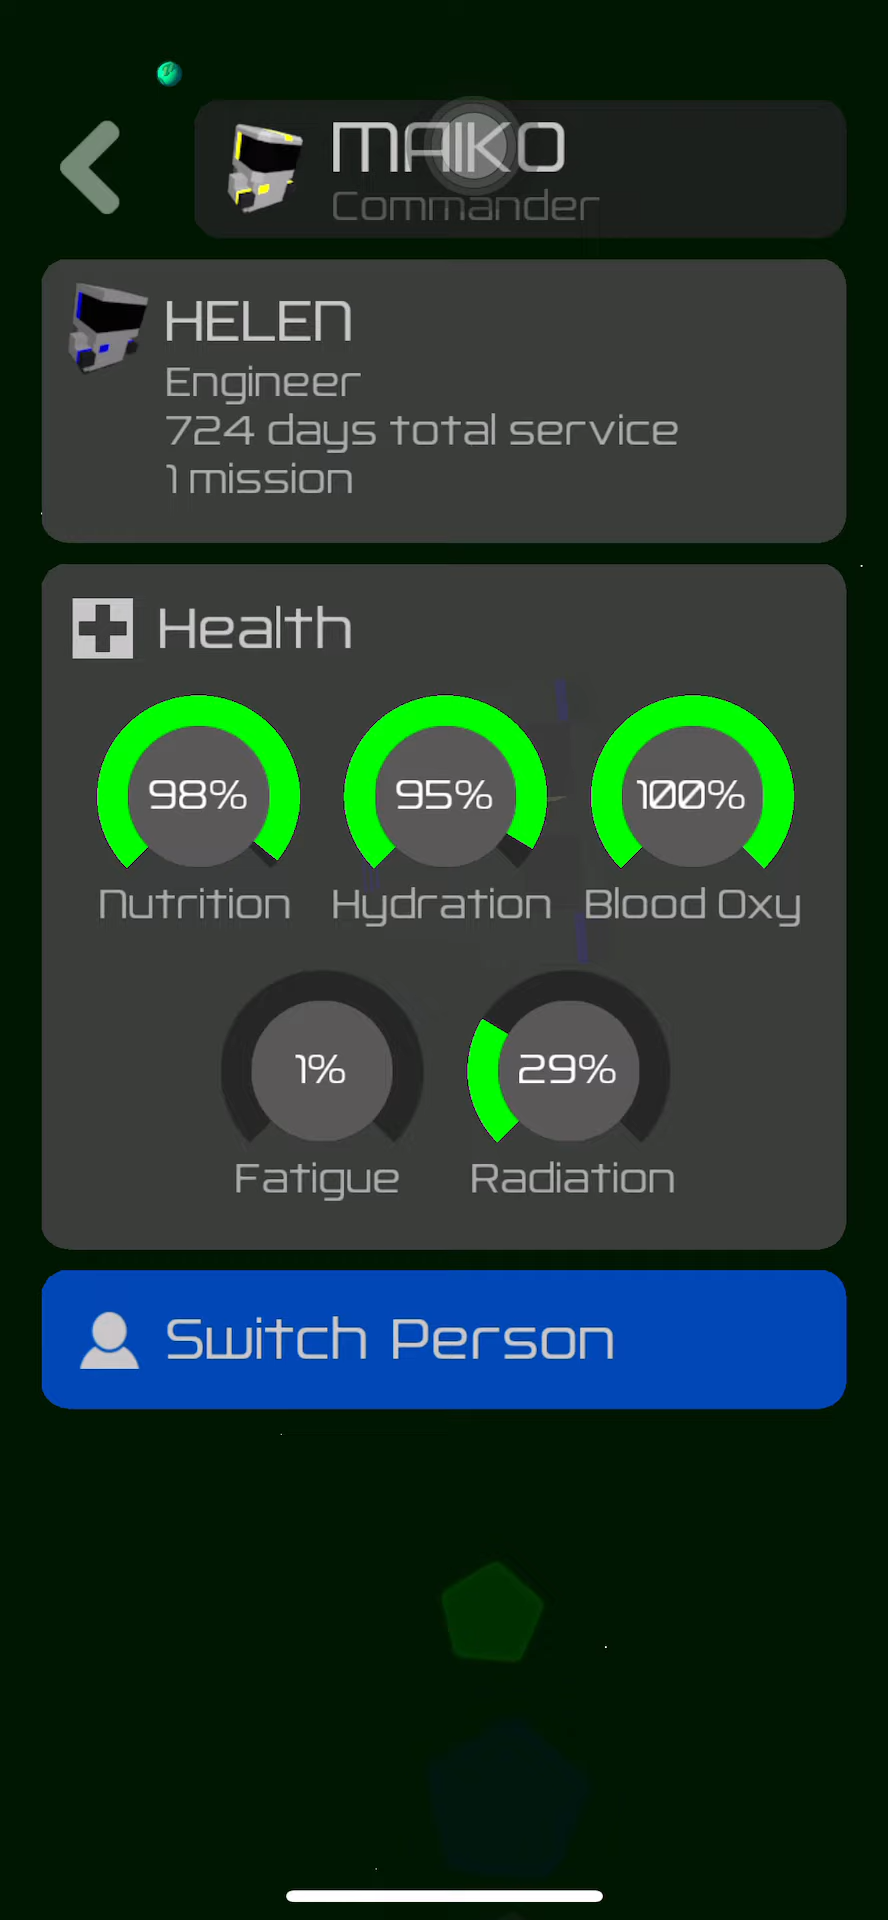 MAIKO
Commander
HELEN
Engineer
724 days total service
1 mission
Health
98%
95%
100%
Nutrition
Hydration
Blood Oxy
1%
29%
Fatigue
Radiation
Switch Person